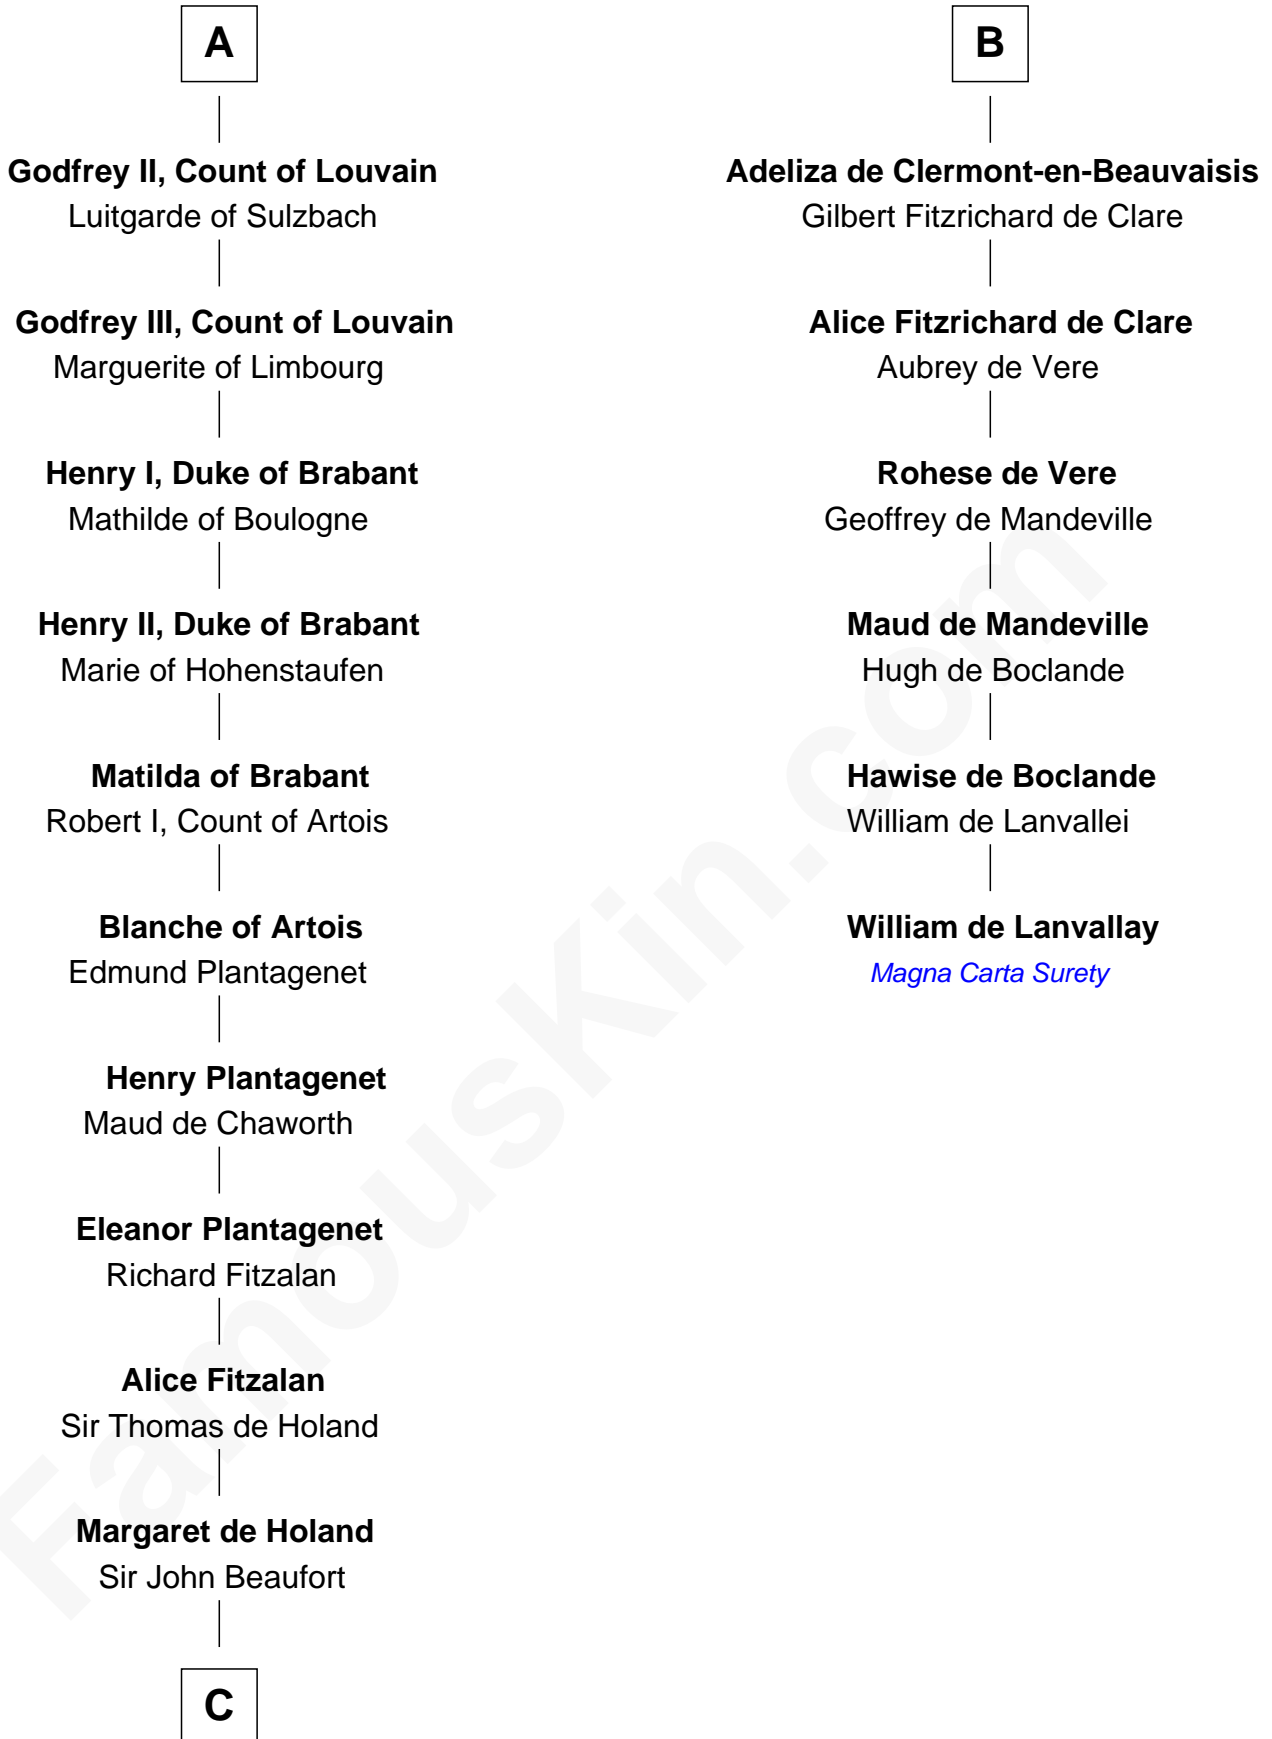 A
Godfrey II, Count of Louvain
Luitgarde of Sulzbach
Godfrey III, Count of Louvain
Marguerite of Limbourg
Henry I, Duke of Brabant
Mathilde of Boulogne
Henry II, Duke of Brabant
Marie of Hohenstaufen
Matilda of Brabant
Robert I, Count of Artois
Blanche of Artois
Edmund Plantagenet
Henry Plantagenet
Maud de Chaworth
Eleanor Plantagenet
Richard Fitzalan
Alice Fitzalan
Sir Thomas de Holand
Margaret de Holand
Sir John Beaufort
C
B
Adeliza de Clermont-en-Beauvaisis
Gilbert Fitzrichard de Clare
Alice Fitzrichard de Clare
Aubrey de Vere
Rohese de Vere
Geoffrey de Mandeville
Maud de Mandeville
Hugh de Boclande
Hawise de Boclande
William de Lanvallei
William de Lanvallay
Magna Carta Surety
FamousKin.com